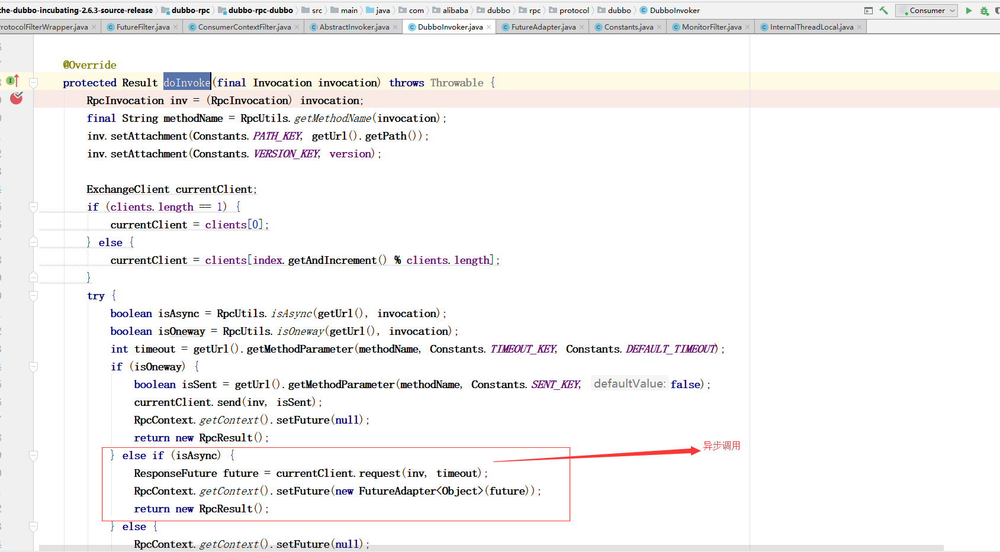 che-dubbo-incubating-2.6.3-source-release dubbo-rpc dubbo-rpc-dubbo src main java com alibaba dubbo rpc protocol dubbo DubboInvoker Consumer
rotocolFilterWrapper.java FutureFilter.java ConsumerContextFilter.java AbstractInvoker.java DubboInvoker.java FutureAdapter.java Constants.java MonitorFilter.java InternalThreadLocal.java
@Override
protected Result doInvoke(final Invocation invocation) throws Throwable {
RpcInvocation inv = (RpcInvocation) invocation;
final String methodName = RpcUtils.getMethodName(invocation);
inv.setAttachment(Constants.PATH_KEY, getUrl().getPath());
inv.setAttachment(Constants.VERSION_KEY, version);
ExchangeClient currentClient;
if (clients.length == 1) {
currentClient = clients[0];
} else {
currentClient = clients[index.getAndIncrement() % clients.length];
}
try {
boolean isAsync = RpcUtils.isAsync(getUrl(), invocation);
boolean isOneway = RpcUtils.isOneway(getUrl(), invocation);
int timeout = getUrl().getMethodParameter(methodName, Constants.TIMEOUT_KEY, Constants.DEFAULT_TIMEOUT);
if (isOneway) {
boolean isSent = getUrl().getMethodParameter(methodName, Constants.SENT_KEY, defaultValue: false);
currentClient.send(inv, isSent);
RpcContext.getContext().setFuture(null);
return new RpcResult();
} else if (isAsync) {
异步调用
ResponseFuture future = currentClient.request(inv, timeout);
RpcContext.getContext().setFuture(new FutureAdapter<Object>(future));
return new RpcResult();
} else {
RpcContext.getContext().setFuture(null);